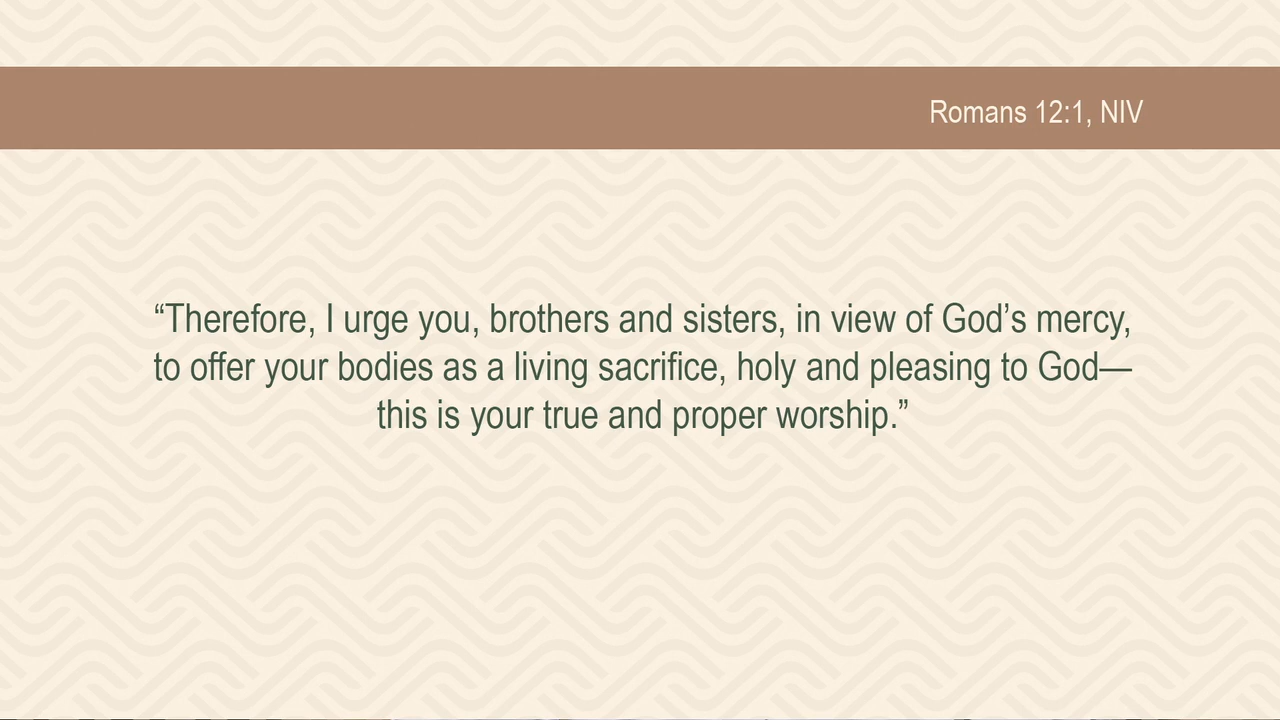 Romans 12:1, NIV
“Therefore, I urge you, brothers and sisters, in view of God’s mercy,
to offer your bodies as a living sacrifice, holy and pleasing to God—
this is your true and proper worship.”